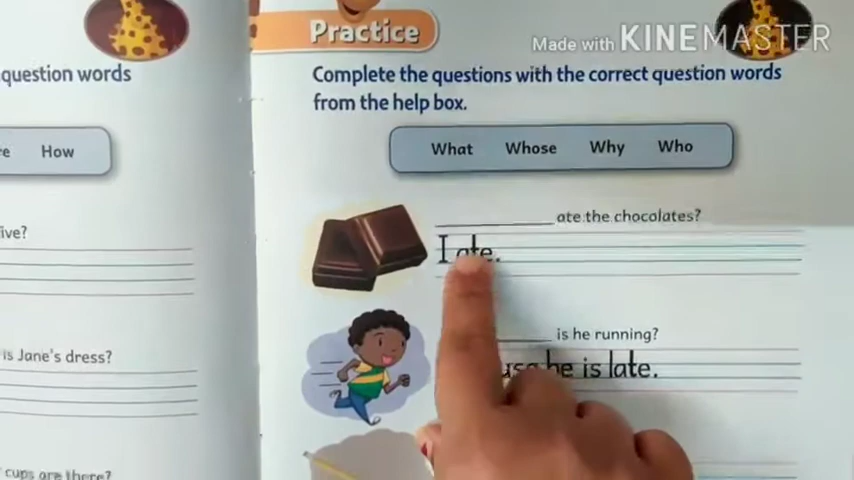 Practice
Made with KINEMASTER
question words
Complete the questions with the correct question words
from the help box.
How
What Whose Why Who
ate the chocolates?
I ate.
is he running?
he is late.
is Jane's dress?
cups are there?